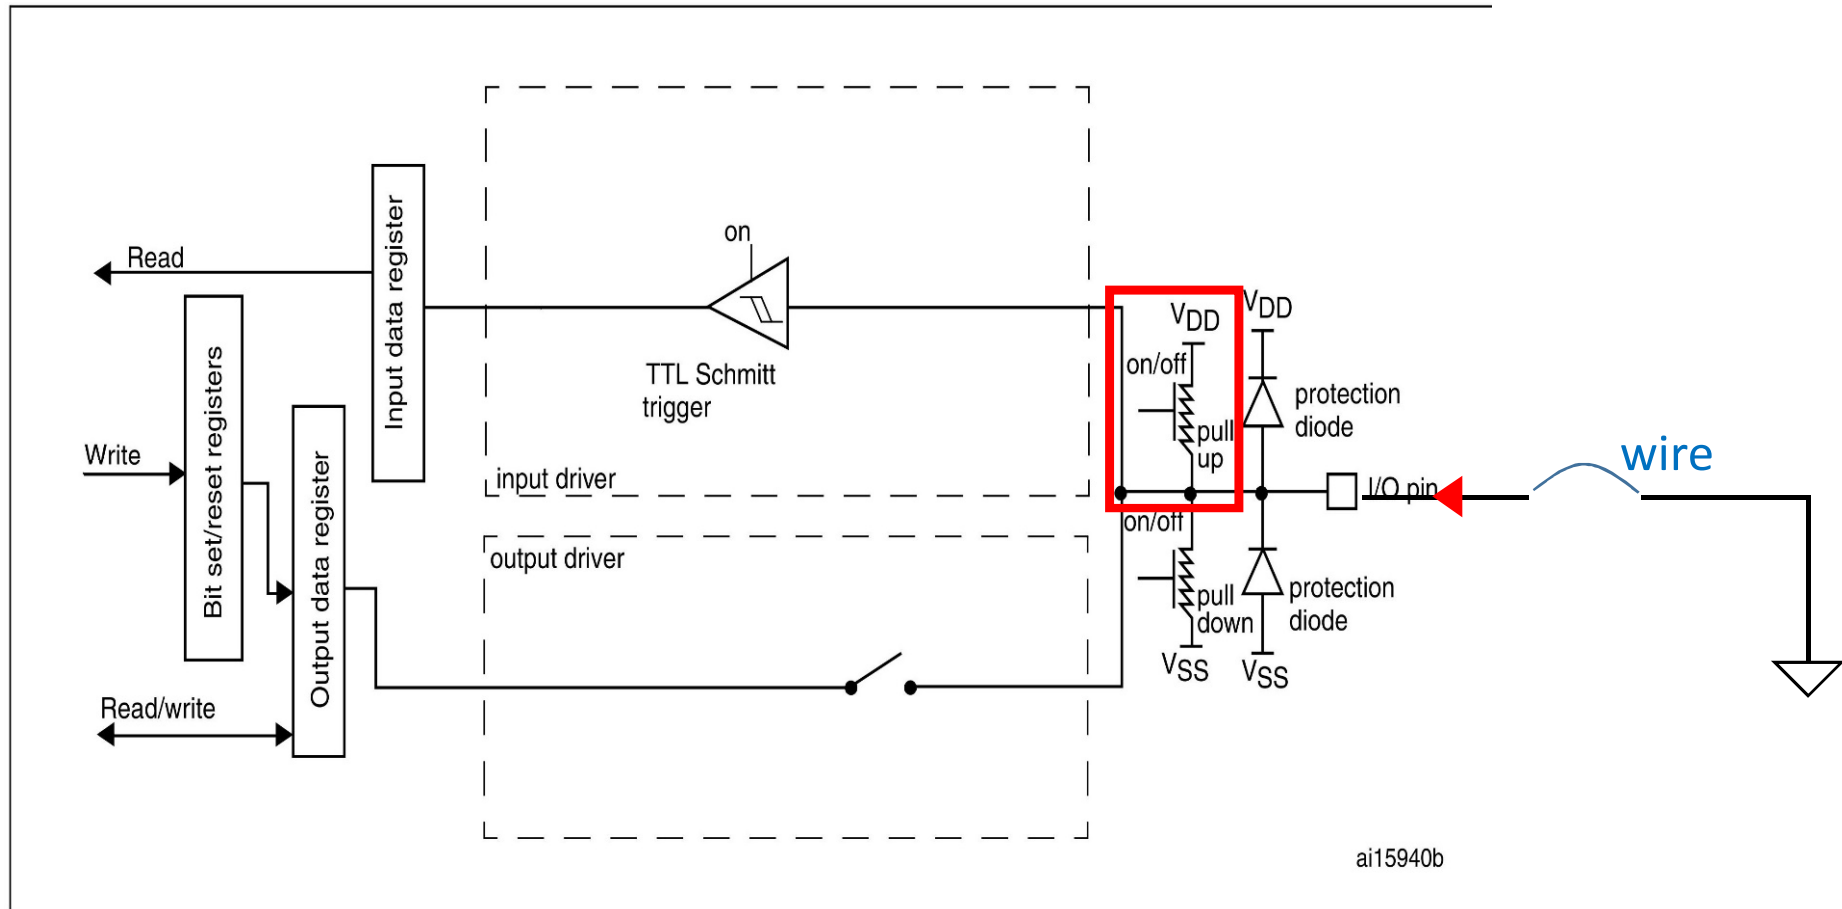 on
Read
Input data register
TTL Schmitt
trigger
input driver
Write
Bit set/reset registers
Output data register
Read/write
output driver
VDD
VDD
on/off
pull
up
protection
diode
I/O pin
wire
on/off
pull
down
protection
diode
VSS
VSS
ai15940b